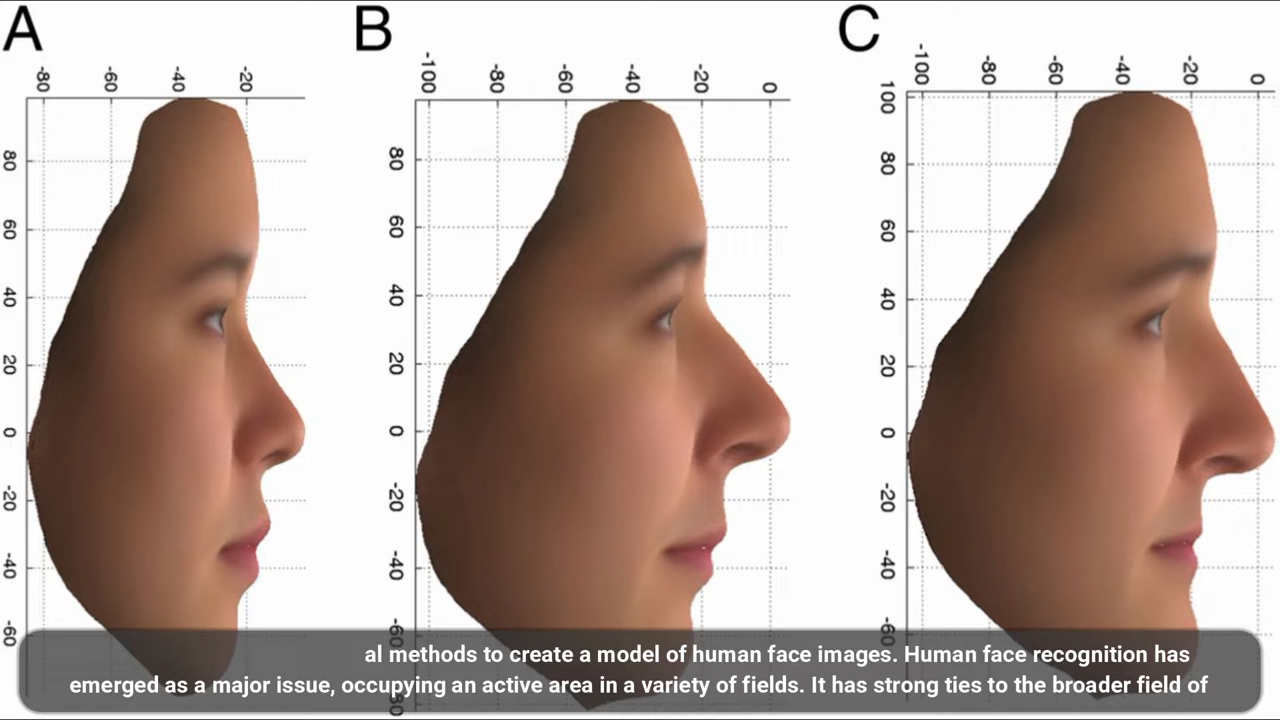 A
B
C
-80 -60 -40 -20
-100 -80 -60 -40 -20 0
-100 -80 -60 -40 -20 0
80 60 40 20 0 -20 -40 -60
80 60 40 20 0 -20 -40 -60 80
100 80 60 40 20 0 -20 -40 -60
al methods to create a model of human face images. Human face recognition has
emerged as a major issue, occupying an active area in a variety of fields. It has strong ties to the broader field of